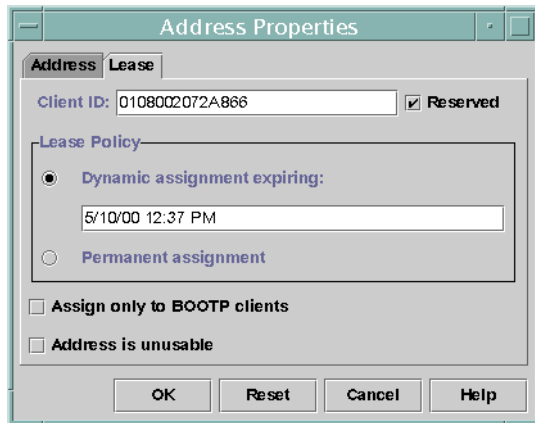 Address Properties
Address Lease
Client ID: 0108002072A866 Reserved
Lease Policy
Dynamic assignment expiring:
5/10/00 12:37 PM
Permanent assignment
Assign only to BOOTP clients
Address is unusable
OK Reset Cancel Help